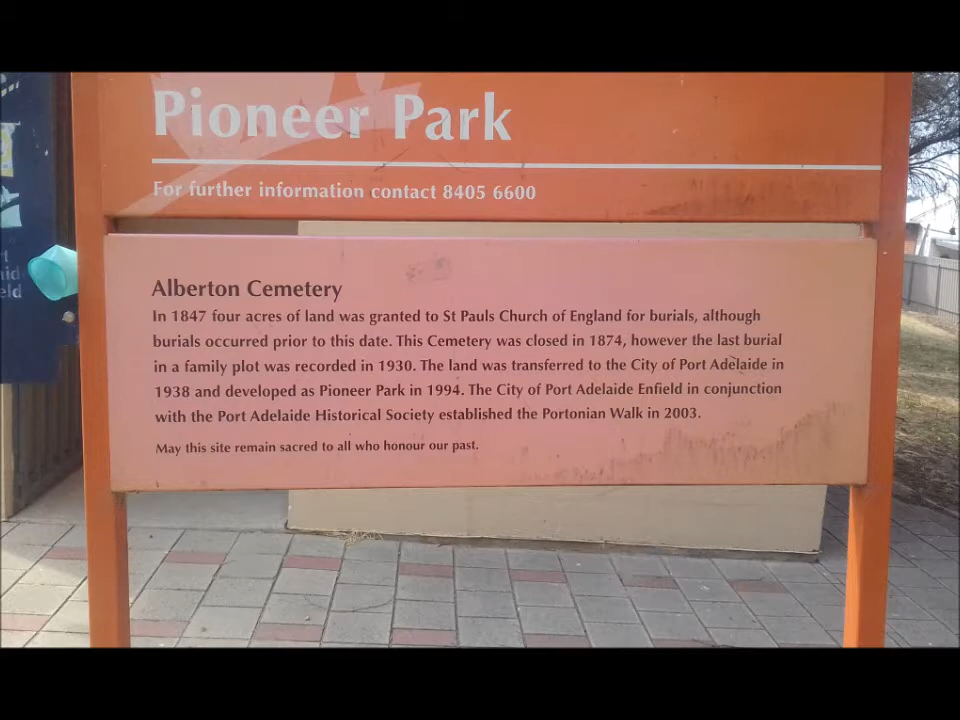 Pioneer Park
For further information contact 8405 6600
Alberton Cemetery
In 1847 four acres of land was granted to St Pauls Church of England for burials, although
burials occurred prior to this date. This Cemetery was closed in 1874, however the last burial
in a family plot was recorded in 1930. The land was transferred to the City of Port Adelaide in
1938 and developed as Pioneer Park in 1994. The City of Port Adelaide Enfield in conjunction
with the Port Adelaide Historical Society established the Portonian Walk in 2003.
May this site remain sacred to all who honour our past.